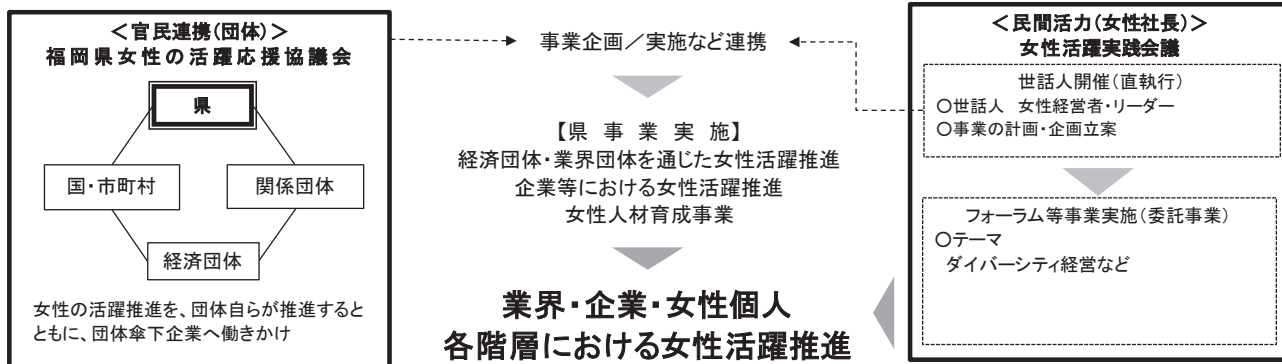 ＜官民連携(団体)＞
福岡県女性の活躍応援協議会
県
国・市町村
関係団体
経済団体
女性の活躍推進を、団体自らが推進すると
ともに、団体傘下企業へ働きかけ
事業企画／実施など連携
【県事業実施】
経済団体・業界団体を通じた女性活躍推進
企業等における女性活躍推進
女性人材育成事業
業界・企業・女性個人
各階層における女性活躍推進
＜民間活力(女性社長)＞
女性活躍実践会議
世話人開催(直執行)
○世話人　女性経営者・リーダー
○事業の計画・企画立案
フォーラム等事業実施(委託事業)
○テーマ
ダイバーシティ経営など